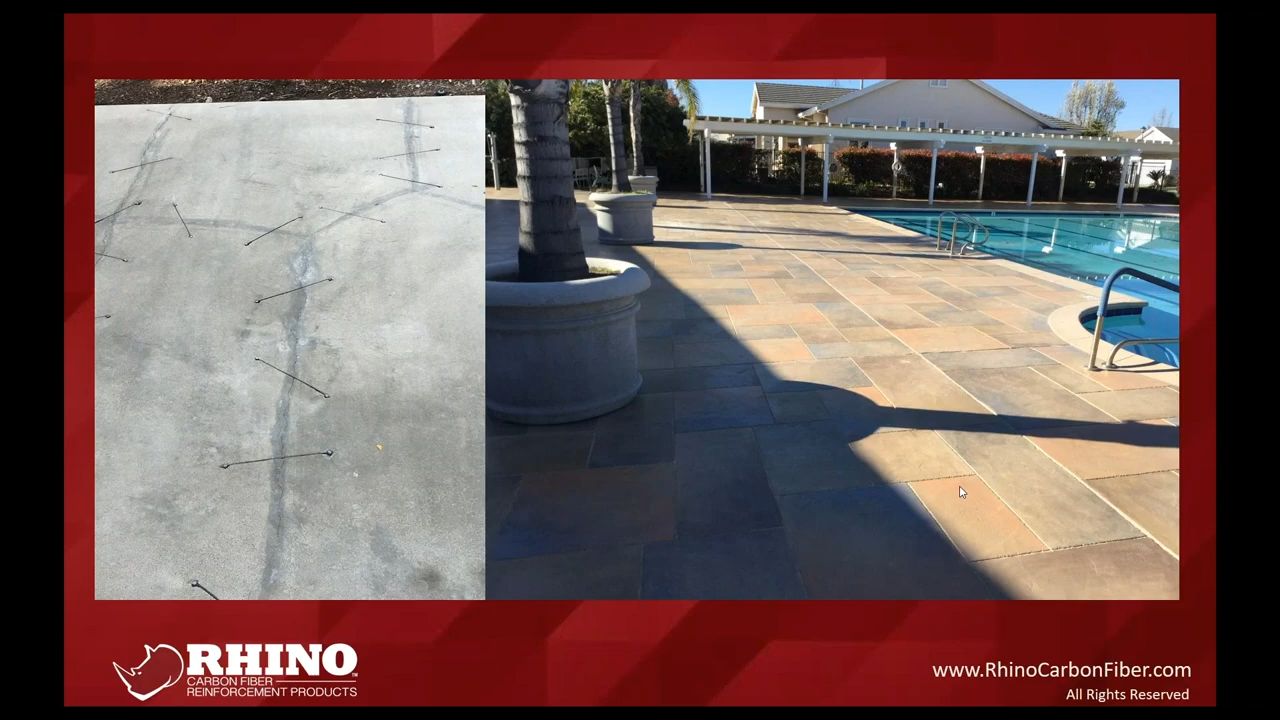 RHINO
CARBON FIBER
REINFORCEMENT PRODUCTS
www.RhinoCarbonFiber.com
All Rights Reserved